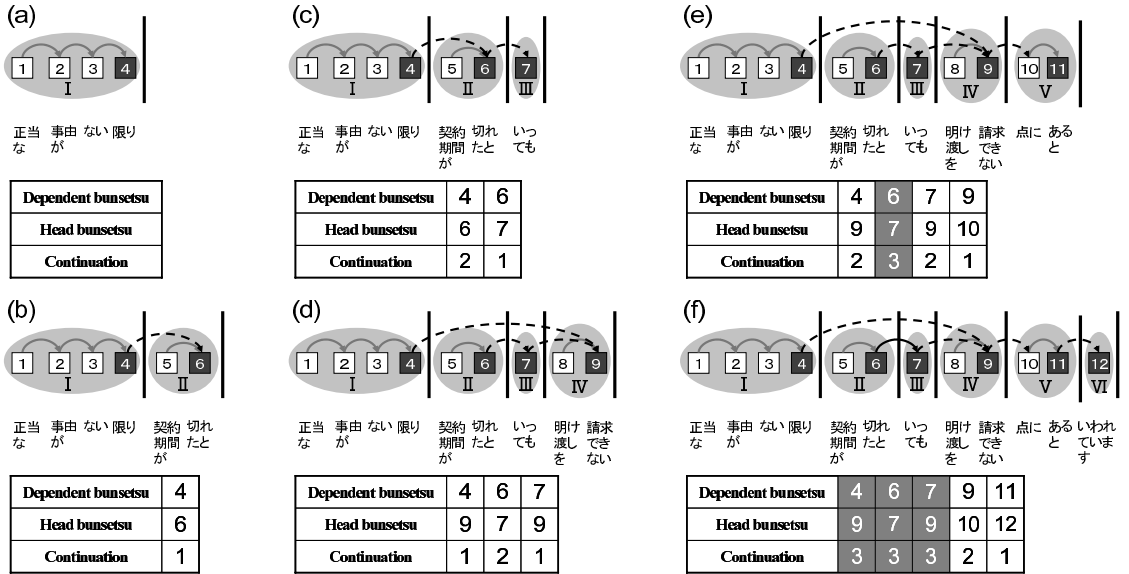 (a)
1 2 3 4
I
正当な 事由が ない 限り
Dependent bunsetsu
Head bunsetsu
Continuation
(b)
1 2 3 4 5 6
I II
正当な 事由が ない 限り 契約期間が 切れたと
Dependent bunsetsu 4
Head bunsetsu 6
Continuation 1
(c)
1 2 3 4 5 6 7
I II III
正当な 事由が ない 限り 契約期間が 切れたと いっても
Dependent bunsetsu 4 6
Head bunsetsu 6 7
Continuation 2 1
(d)
1 2 3 4 5 6 7 8 9
I II III IV
正当な 事由が ない 限り 契約期間が 切れたと いっても 明け渡しを 請求できない
Dependent bunsetsu 4 6 7
Head bunsetsu 9 7 9
Continuation 1 2 1
(e)
1 2 3 4 5 6 7 8 9 10 11
I II III IV V
正当な 事由が ない 限り 契約期間が 切れたと いっても 明け渡しを 請求できない 点に あると
Dependent bunsetsu 4 6 7 9
Head bunsetsu 9 7 9 10
Continuation 2 3 2 1
(f)
1 2 3 4 5 6 7 8 9 10 11 12
I II III IV V VI
正当な 事由が ない 限り 契約期間が 切れたと いっても 明け渡しを 請求できない 点に あると いわれています
Dependent bunsetsu 4 6 7 9 11
Head bunsetsu 9 7 9 10 12
Continuation 3 3 3 2 1